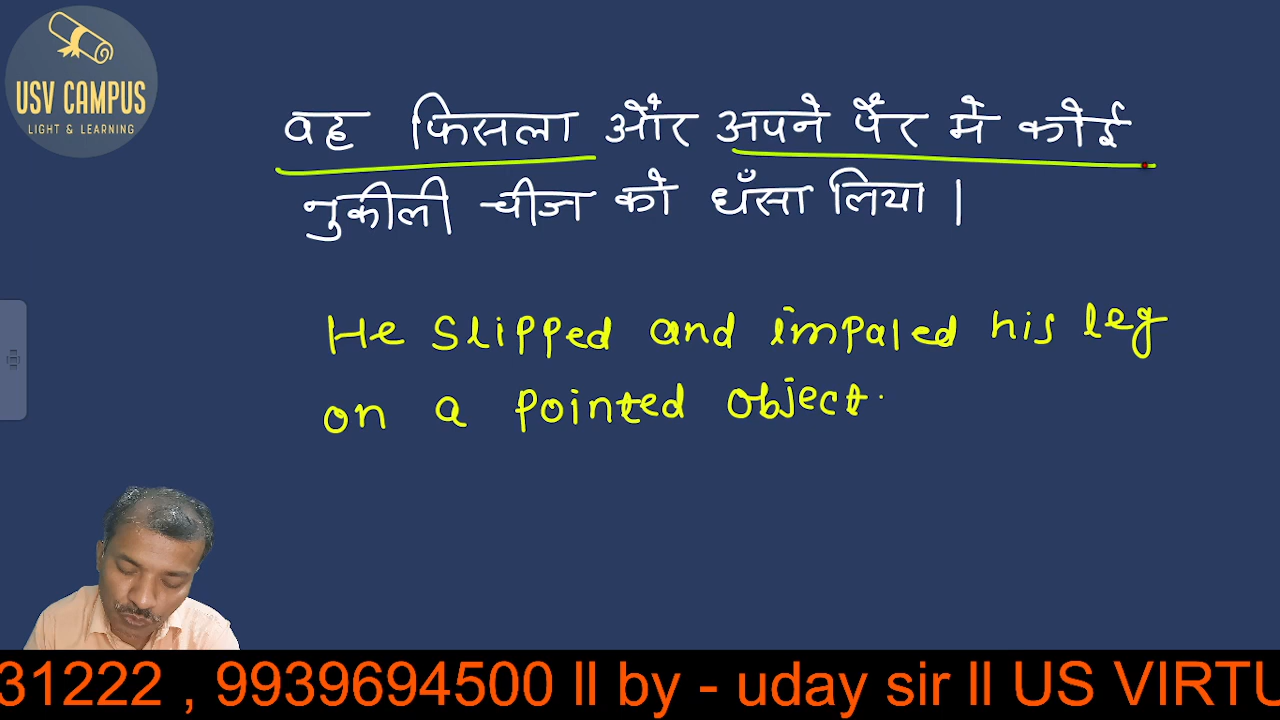 USV CAMPUS
LIGHT & LEARNING
वह फिसला और अपने पैर मे कोई
नुकीली चीज को धँसा लिया |
He slipped and impaled his leg
on a pointed object.
31222 , 9939694500 ll by - uday sir ll US VIRTU